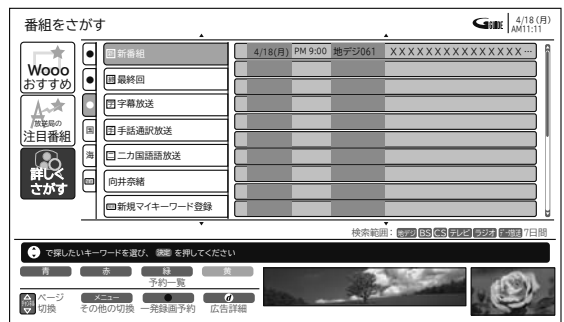 番組をさがす
GGUIDE
4/18 (月)
AM11:11
Wooo
おすすめ
放送局の
注目番組
詳しく
さがす
国
海
新番組
最終回
字幕放送
手話通訳放送
二カ国語語放送
向井奈緒
新規マイキーワード登録
4/18(月) PM 9:00 地デジ061 XXXXXXXXXXXXXXX…
検索範囲: 地デジ BS CS テレビ ラジオ データ放送 7日間
で探したいキーワードを選び、 決定 を押してください
青 赤 緑 黄
予約一覧
ページ
切換
メニュー
その他の切換
一発録画予約
d
広告詳細